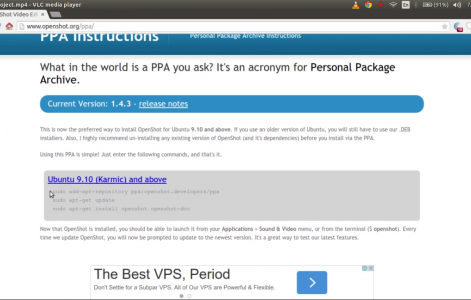 oject.mp4 - VLC media player
(91%)
Shot Video Edi
www.openshot.org/ppa/
PPA Instructions
Personal Package Archive Instructions
What in the world is a PPA you ask? It's an acronym for Personal Package
Archive.
Current Version: 1.4.3 - release notes
This is now the preferred way to install OpenShot for Ubuntu 9.10 and above. If you use an older version of Ubuntu, you will still have to use our .DEB
installers. Also, I highly recommend un-installing any existing version of OpenShot (and it's dependencies) before you install via the PPA.
Using this PPA is simple! Just enter the following commands, and that's it.
Ubuntu 9.10 (Karmic) and above
sudo add-apt-repository ppa:openshot.developers/ppa
sudo apt-get update
sudo apt-get install openshot openshot-doc
Now that OpenShot is installed, you should be able to launch it from your Applications > Sound & Video menu, or from the terminal ($ openshot). Every
time we update OpenShot, you will now be prompted to update to the newest version. It's a great way to test our latest features.
The Best VPS, Period
Don't Settle for a Subpar VPS. All of Our VPS are Powerful & Flexible.